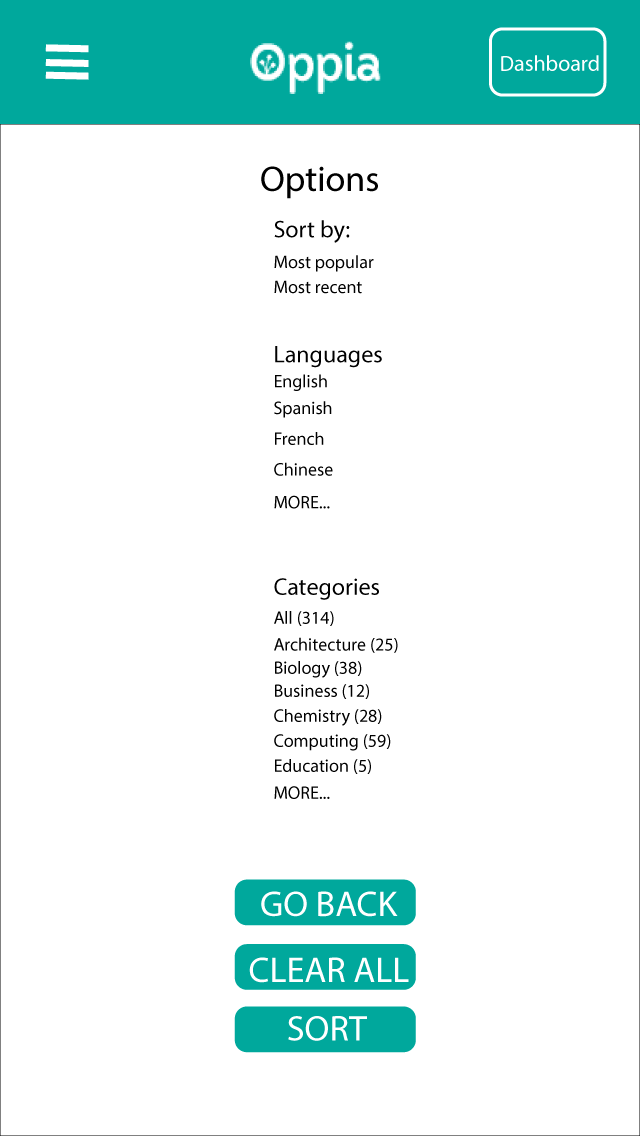 Oppia
Dashboard
Options
Sort by:
Most popular
Most recent
Languages
English
Spanish
French
Chinese
MORE...
Categories
All (314)
Architecture (25)
Biology (38)
Business (12)
Chemistry (28)
Computing (59)
Education (5)
MORE...
GO BACK
CLEAR ALL
SORT